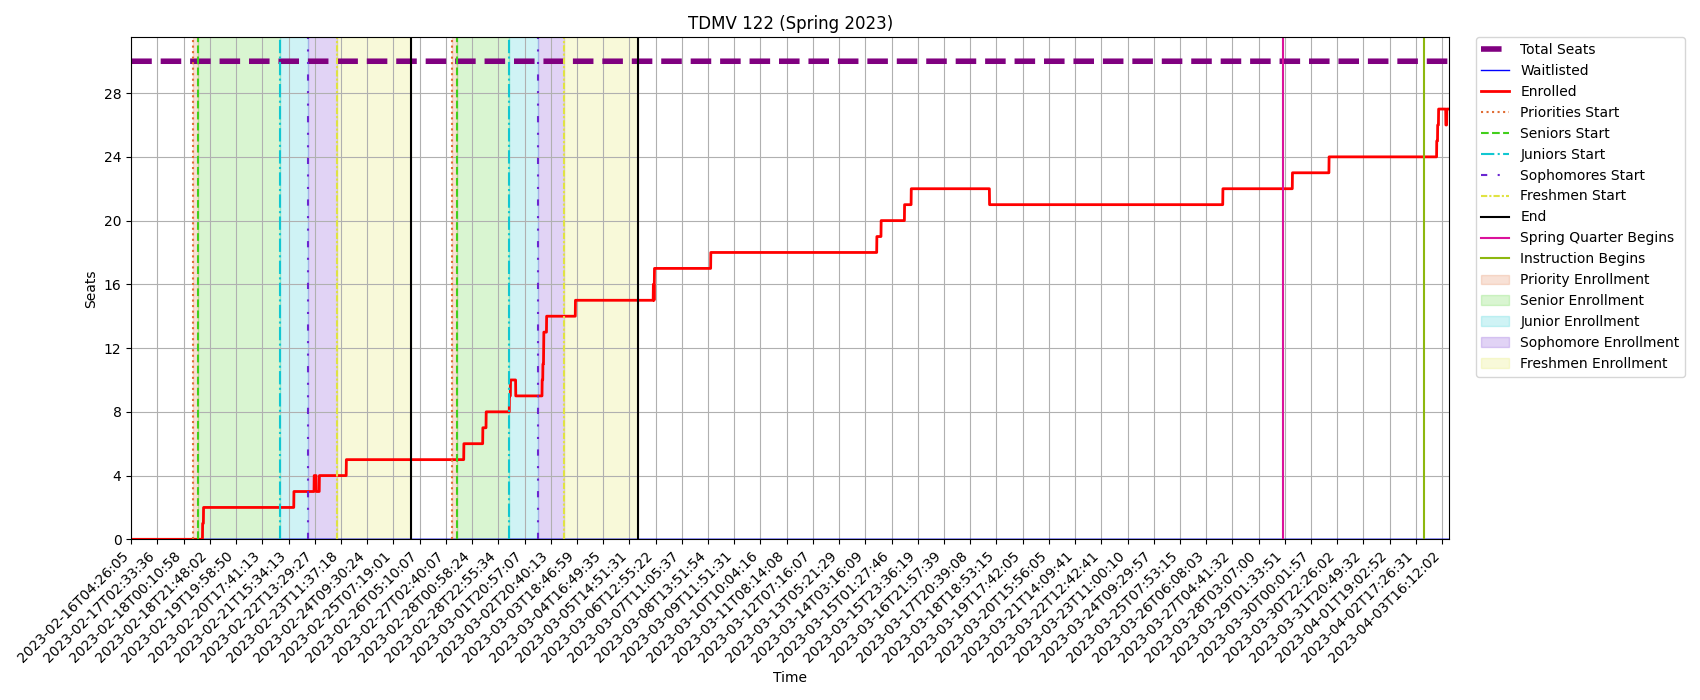 TDMV 122 (Spring 2023)
Seats
28
24
20
16
12
8
4
0
2023-02-16T04:26:05
2023-02-17T02:33:36
2023-02-18T00:10:58
2023-02-18T21:48:02
2023-02-19T19:58:50
2023-02-20T17:41:13
2023-02-21T15:34:13
2023-02-22T13:29:27
2023-02-23T11:37:18
2023-02-24T09:30:24
2023-02-25T07:19:01
2023-02-26T05:10:07
2023-02-27T02:40:07
2023-02-28T00:58:24
2023-02-28T22:55:34
2023-03-01T20:57:07
2023-03-02T20:40:13
2023-03-03T18:46:59
2023-03-04T16:49:35
2023-03-05T14:51:31
2023-03-06T12:55:22
2023-03-07T11:05:37
2023-03-08T13:51:54
2023-03-09T11:51:31
2023-03-10T10:04:16
2023-03-11T08:14:08
2023-03-12T07:16:07
2023-03-13T05:21:29
2023-03-14T03:16:09
2023-03-15T01:27:46
2023-03-15T23:36:19
2023-03-16T21:57:39
2023-03-17T20:39:08
2023-03-18T18:53:15
2023-03-19T17:42:05
2023-03-20T15:56:05
2023-03-21T14:09:41
2023-03-22T12:42:41
2023-03-23T11:00:10
2023-03-24T09:29:57
2023-03-25T07:53:15
2023-03-26T06:08:03
2023-03-27T04:41:32
2023-03-28T03:07:00
2023-03-29T01:33:51
2023-03-30T00:01:57
2023-03-30T22:26:02
2023-03-31T20:49:32
2023-04-01T19:02:52
2023-04-02T17:26:31
2023-04-03T16:12:02
Time
Total Seats
Waitlisted
Enrolled
Priorities Start
Seniors Start
Juniors Start
Sophomores Start
Freshmen Start
End
Spring Quarter Begins
Instruction Begins
Priority Enrollment
Senior Enrollment
Junior Enrollment
Sophomore Enrollment
Freshmen Enrollment